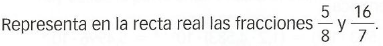 Representa en la recta real las fracciones 5/8 y 16/7.